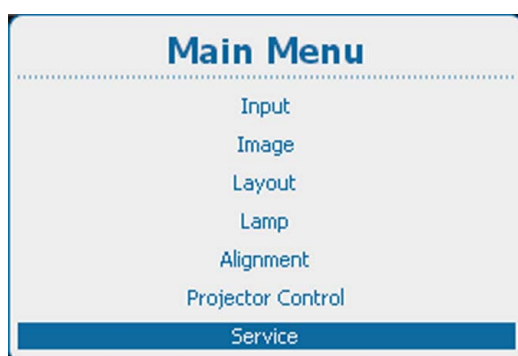 Main Menu
Input
Image
Layout
Lamp
Alignment
Projector Control
Service